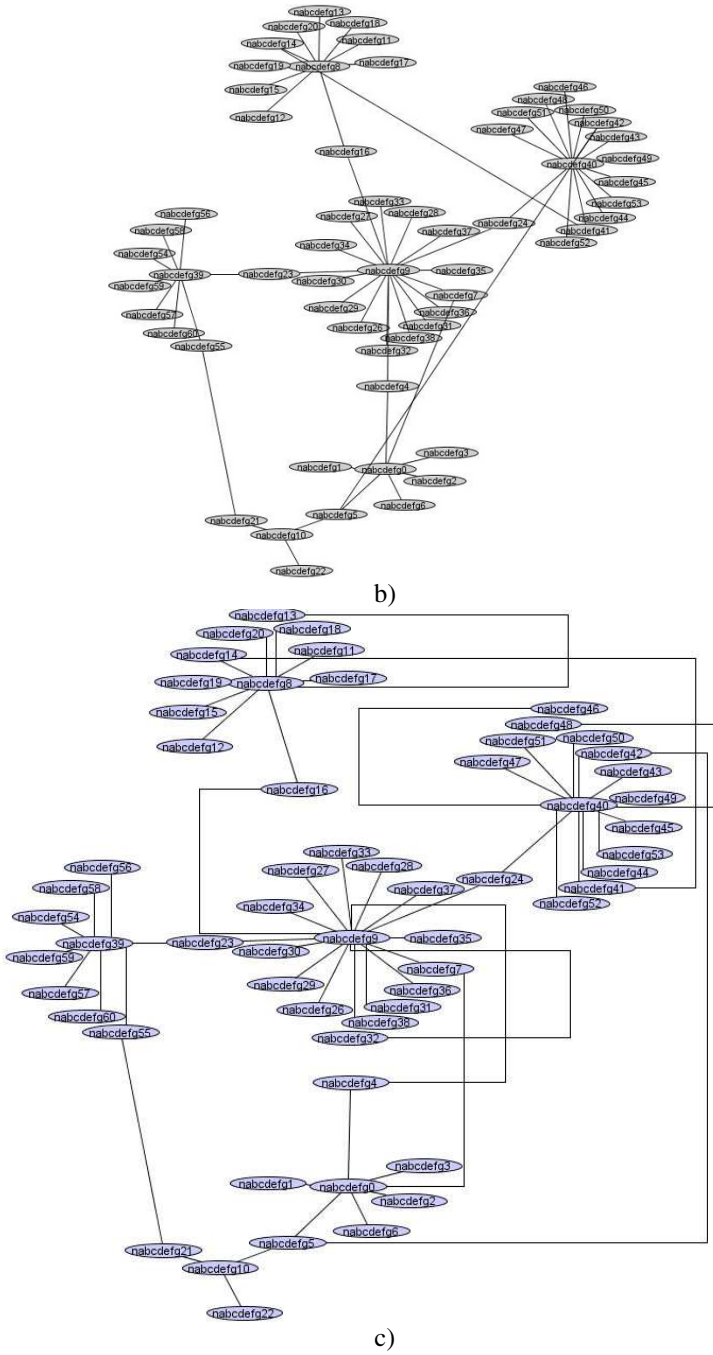 nabcdefg13
nabcdefg20
nabcdefg18
nabcdefg14
nabcdefg11
nabcdefg19
nabcdefg8
nabcdefg17
nabcdefg15
nabcdefg12
nabcdefg16
nabcdefg46
nabcdefg48
nabcdefg51
nabcdefg50
nabcdefg42
nabcdefg47
nabcdefg43
nabcdefg40
nabcdefg49
nabcdefg45
nabcdefg53
nabcdefg44
nabcdefg41
nabcdefg52
nabcdefg56
nabcdefg58
nabcdefg54
nabcdefg39
nabcdefg59
nabcdefg57
nabcdefg60
nabcdefg55
nabcdefg33
nabcdefg27
nabcdefg28
nabcdefg24
nabcdefg37
nabcdefg34
nabcdefg23
nabcdefg9
nabcdefg35
nabcdefg30
nabcdefg7
nabcdefg29
nabcdefg36
nabcdefg26
nabcdefg31
nabcdefg38
nabcdefg32
nabcdefg4
nabcdefg3
nabcdefg1
nabcdefg0
nabcdefg2
nabcdefg6
nabcdefg5
nabcdefg21
nabcdefg10
nabcdefg22
b)
nabcdefg13
nabcdefg20
nabcdefg18
nabcdefg14
nabcdefg11
nabcdefg19
nabcdefg8
nabcdefg17
nabcdefg15
nabcdefg12
nabcdefg16
nabcdefg46
nabcdefg48
nabcdefg51
nabcdefg50
nabcdefg42
nabcdefg47
nabcdefg43
nabcdefg40
nabcdefg49
nabcdefg45
nabcdefg53
nabcdefg44
nabcdefg41
nabcdefg52
nabcdefg56
nabcdefg58
nabcdefg54
nabcdefg39
nabcdefg59
nabcdefg57
nabcdefg60
nabcdefg55
nabcdefg33
nabcdefg27
nabcdefg28
nabcdefg24
nabcdefg37
nabcdefg34
nabcdefg23
nabcdefg9
nabcdefg35
nabcdefg30
nabcdefg7
nabcdefg29
nabcdefg36
nabcdefg26
nabcdefg31
nabcdefg38
nabcdefg32
nabcdefg4
nabcdefg3
nabcdefg1
nabcdefg0
nabcdefg2
nabcdefg6
nabcdefg5
nabcdefg21
nabcdefg10
nabcdefg22
c)